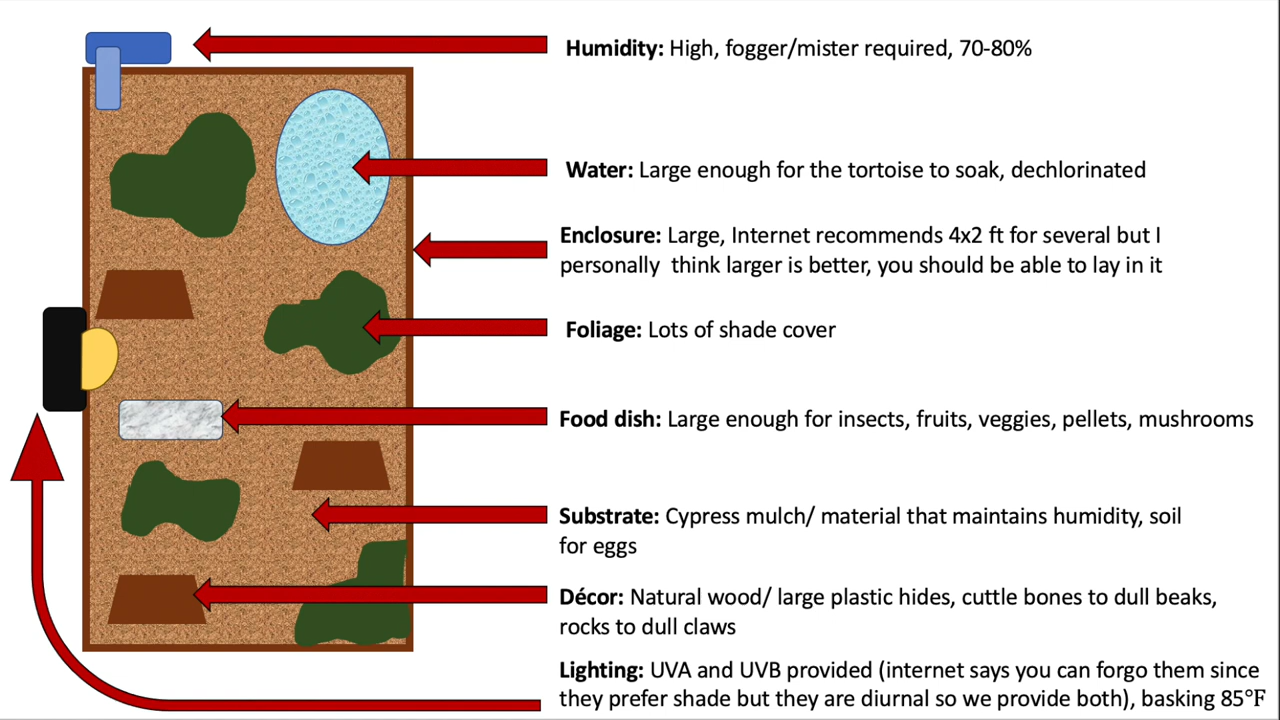 Humidity: High, fogger/mister required, 70-80%
Water: Large enough for the tortoise to soak, dechlorinated
Enclosure: Large, Internet recommends 4x2 ft for several but I
personally think larger is better, you should be able to lay in it
Foliage: Lots of shade cover
Food dish: Large enough for insects, fruits, veggies, pellets, mushrooms
Substrate: Cypress mulch/ material that maintains humidity, soil
for eggs
Décor: Natural wood/ large plastic hides, cuttle bones to dull beaks,
rocks to dull claws
Lighting: UVA and UVB provided (internet says you can forgo them since
they prefer shade but they are diurnal so we provide both), basking 85°F